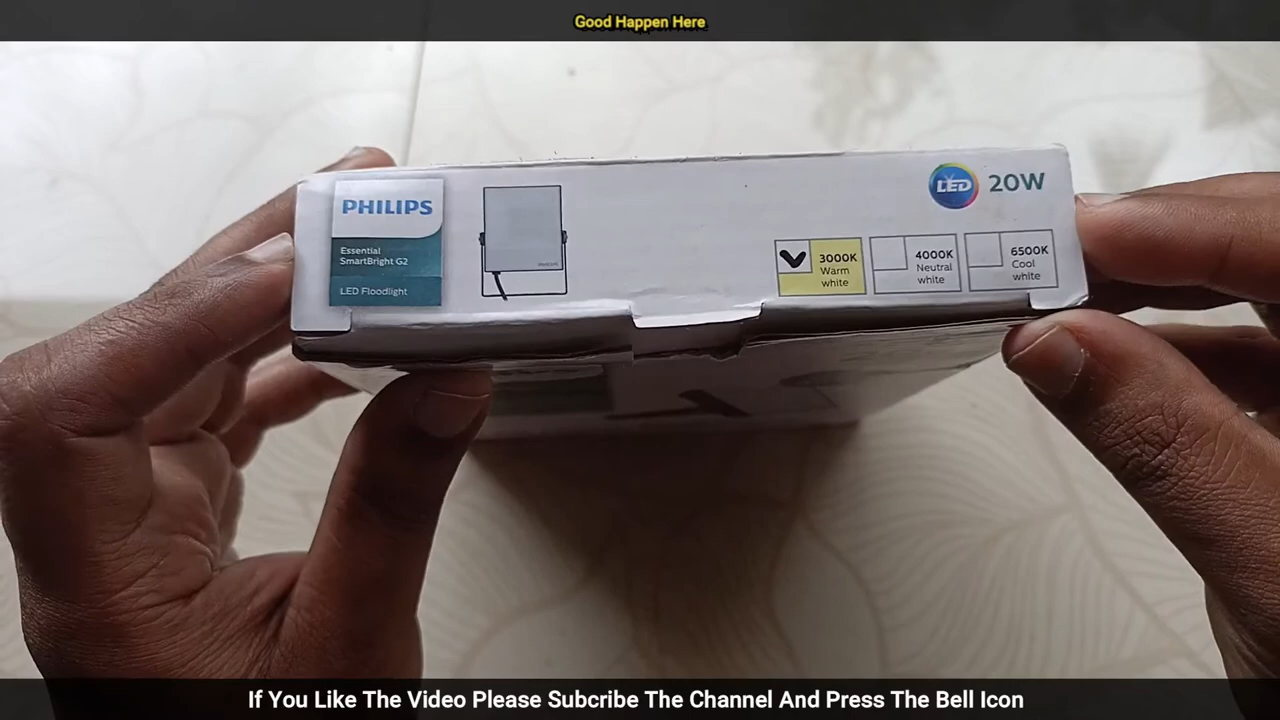 Good Happen Here
PHILIPS
Essential
SmartBright G2
LED Floodlight
LED 20W
3000K
Warm
white
4000K
Neutral
white
6500K
Cool
white
If You Like The Video Please Subcribe The Channel And Press The Bell Icon